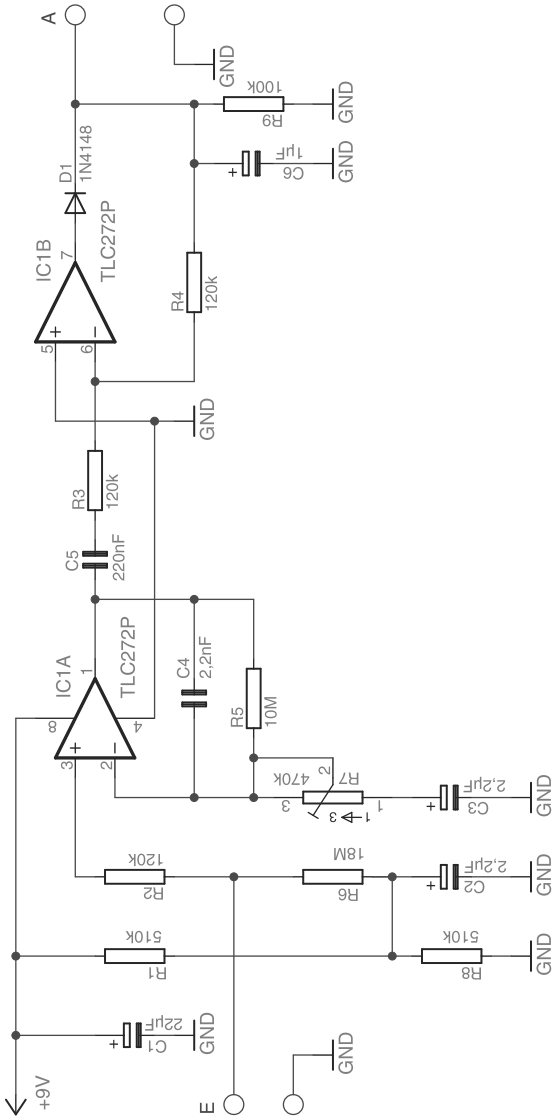 A
GND
100k
R9
GND
D1
1N4148
+
1µF
C6
GND
IC1B
7
TLC272P
R4
120k
5
+
−
6
GND
R3
120k
C5
220nF
IC1A
1
TLC272P
C4
2,2nF
R5
10M
8
4
3
+
−
2
470k
2
R7
3
1
3
1
+
2,2µF
C3
GND
120k
R2
18M
R6
+
2,2µF
C2
GND
510k
R1
510k
R8
GND
+
22µF
C1
GND
+9V
E
GND